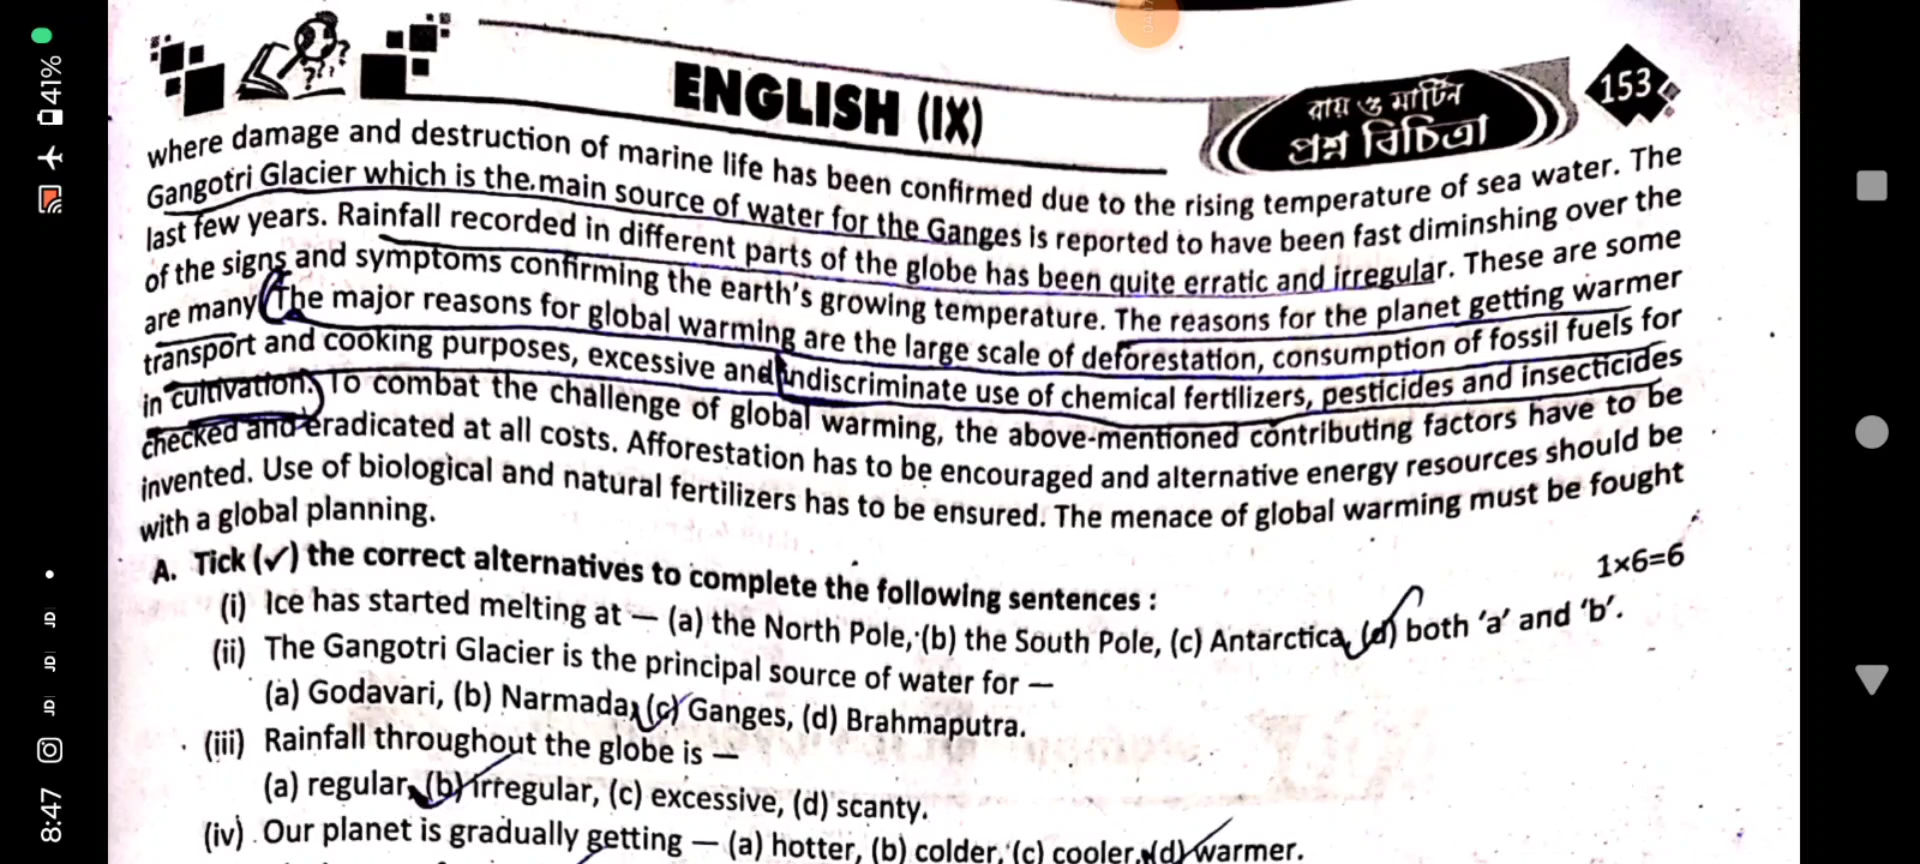 ENGLISH (IX)
রায় ও মার্টিন
প্রশ্ন বিচিত্রা
153
where damage and destruction of marine life has been confirmed due to the rising temperature of sea water. The
Gangotri Glacier which is the main source of water for the Ganges is reported to have been fast diminshing over the
last few years. Rainfall recorded in different parts of the globe has been quite erratic and irregular. These are some
of the signs and symptoms confirming the earth's growing temperature. The reasons for the planet getting warmer
are many. The major reasons for global warming are the large scale of deforestation, consumption of fossil fuels for
transport and cooking purposes, excessive and indiscriminate use of chemical fertilizers, pesticides and insecticides
in cultivation. To combat the challenge of global warming, the above-mentioned contributing factors have to be
checked and eradicated at all costs. Afforestation has to be encouraged and alternative energy resources should be
invented. Use of biological and natural fertilizers has to be ensured. The menace of global warming must be fought
with a global planning.
A. Tick (✓) the correct alternatives to complete the following sentences : 1×6=6
(i) Ice has started melting at — (a) the North Pole, (b) the South Pole, (c) Antarctica, (d) both 'a' and 'b'.
(ii) The Gangotri Glacier is the principal source of water for —
(a) Godavari, (b) Narmada, (c) Ganges, (d) Brahmaputra.
(iii) Rainfall throughout the globe is —
(a) regular, (b) irregular, (c) excessive, (d) scanty.
(iv) Our planet is gradually getting — (a) hotter, (b) colder, (c) cooler, (d) warmer.
41%
8:47